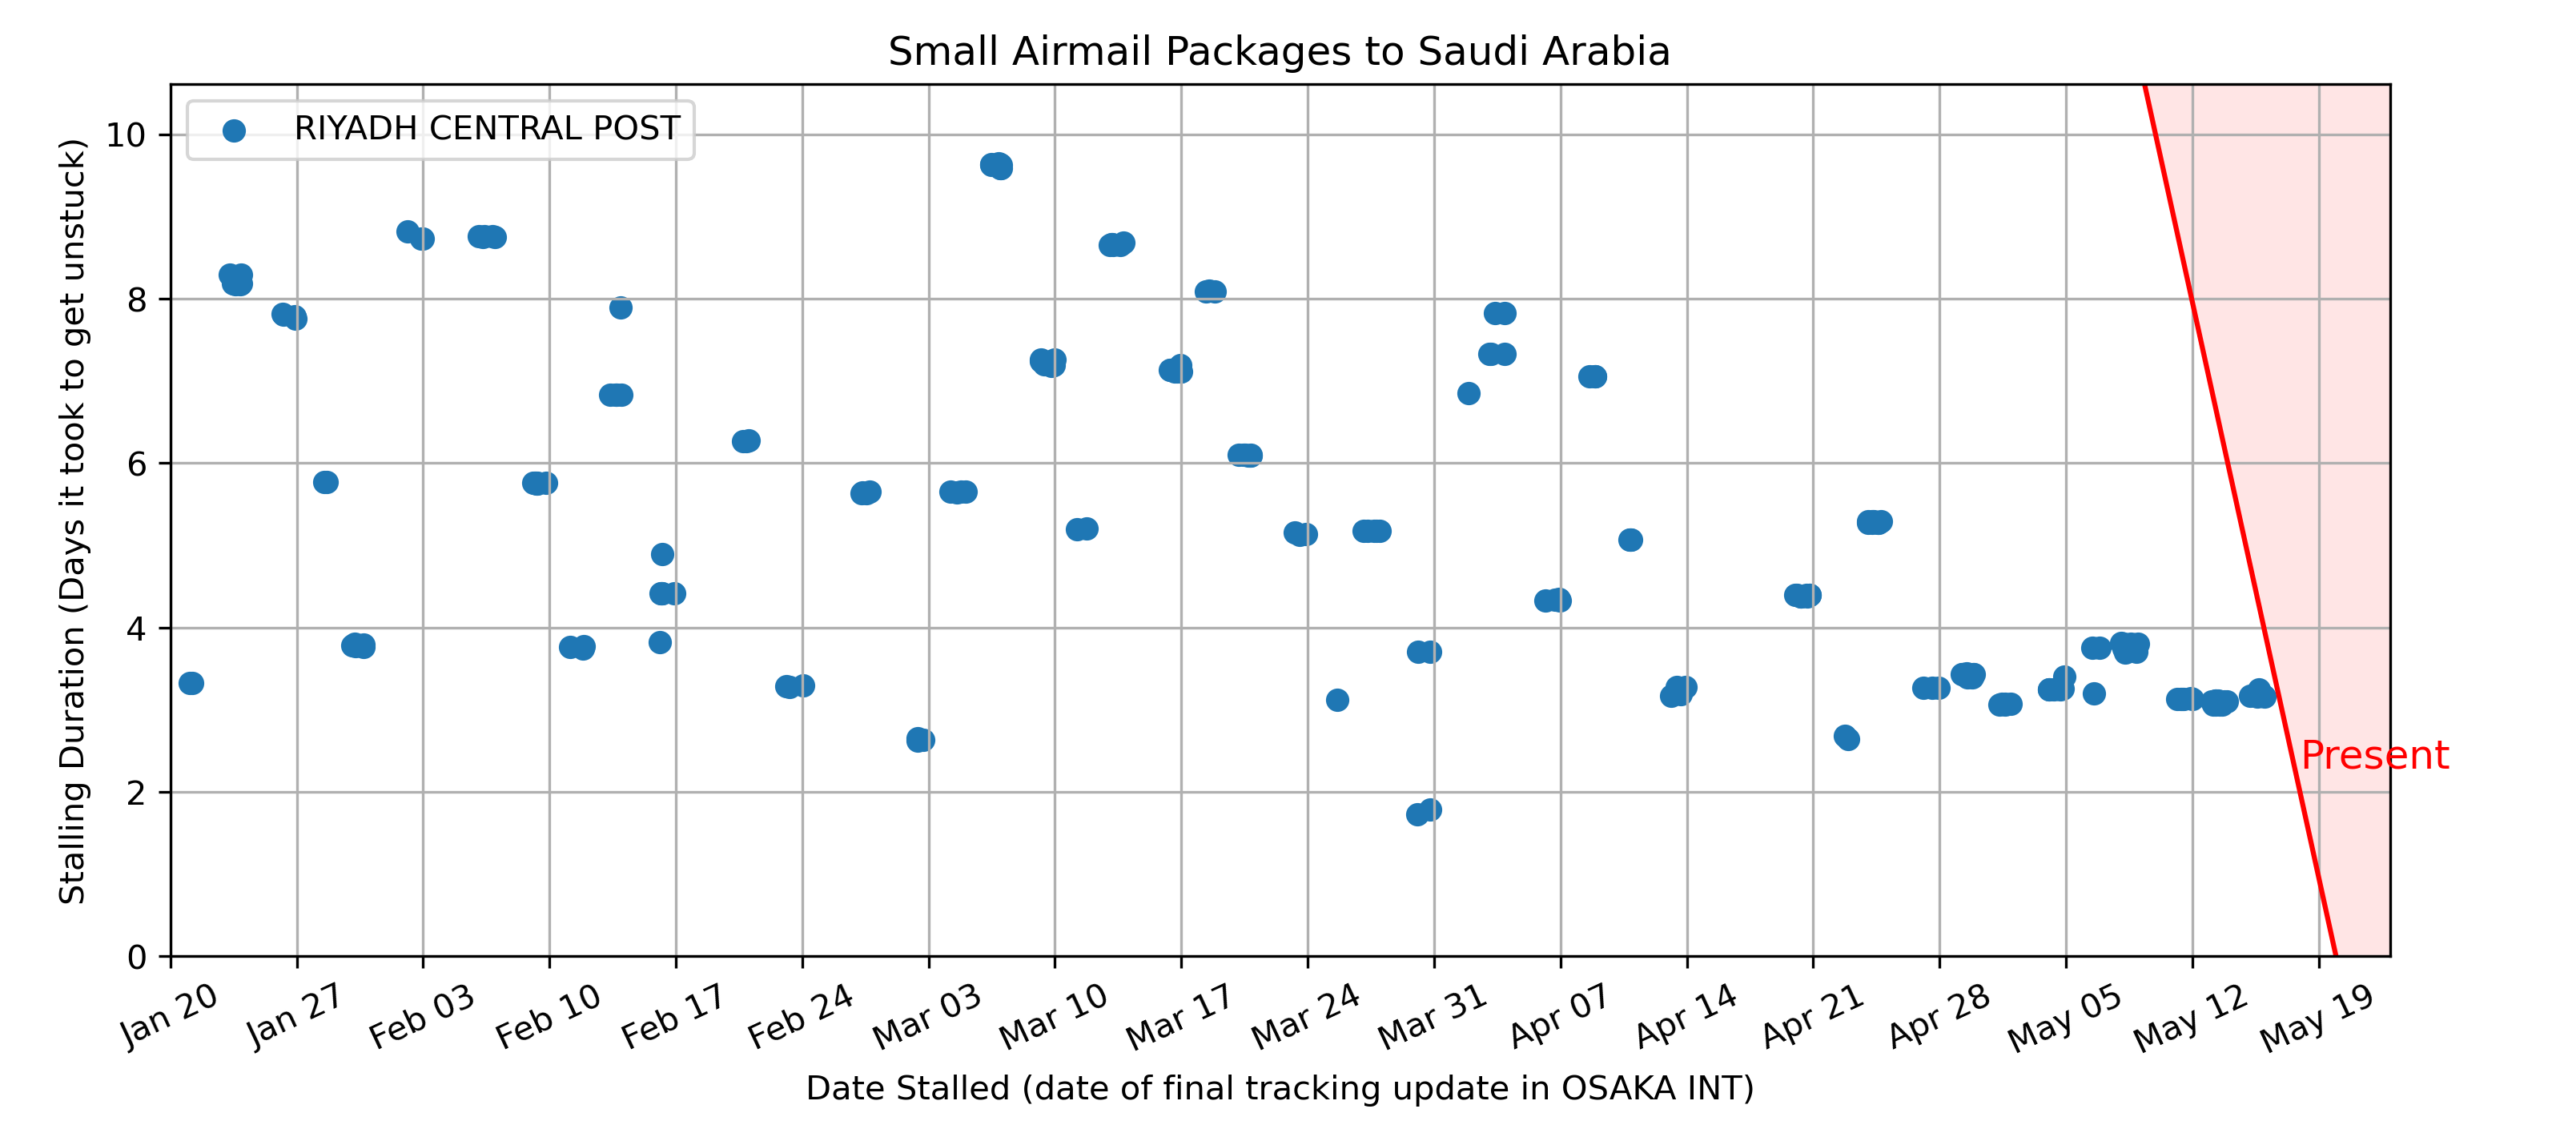 Small Airmail Packages to Saudi Arabia
RIYADH CENTRAL POST
Stalling Duration (Days it took to get unstuck)
10
8
6
4
2
0
Present
Jan 20
Jan 27
Feb 03
Feb 10
Feb 17
Feb 24
Mar 03
Mar 10
Mar 17
Mar 24
Mar 31
Apr 07
Apr 14
Apr 21
Apr 28
May 05
May 12
May 19
Date Stalled (date of final tracking update in OSAKA INT)